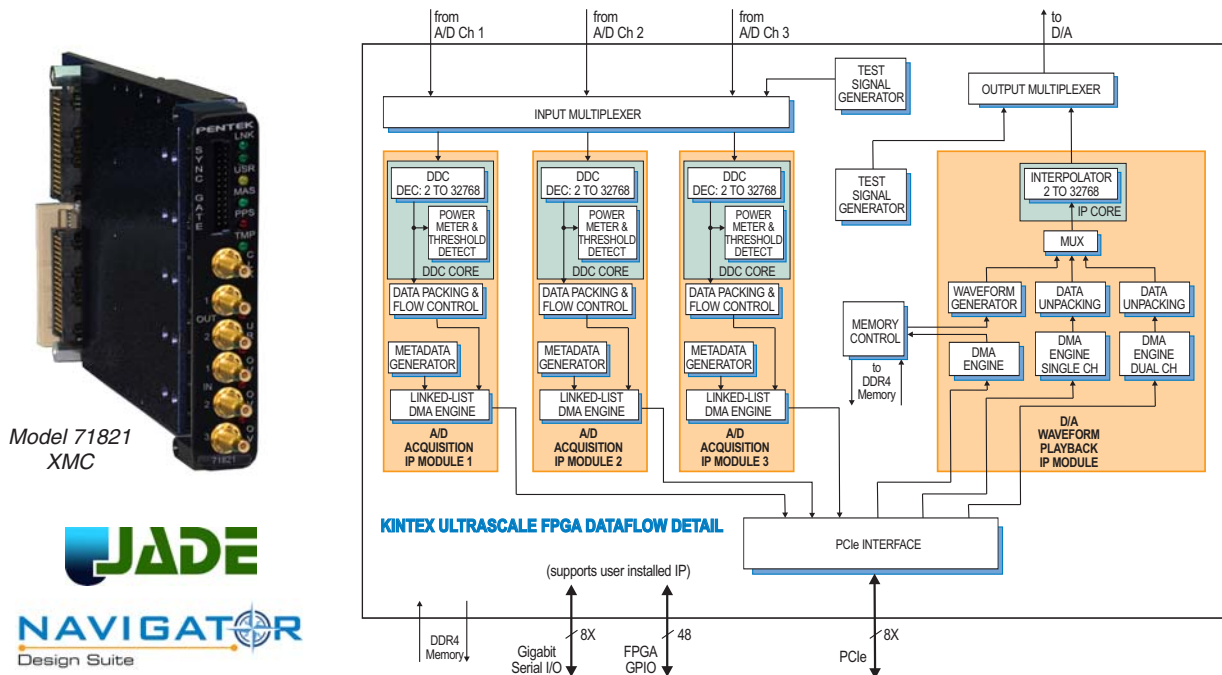 PENTEK
LNK
USR
MAS
PPS
TMP
SYNC GATE
1
OUT
2
1
IN
2
3
71821
Model 71821
XMC
JADE
NAVIGATOR
Design Suite
from
A/D Ch 1
from
A/D Ch 2
from
A/D Ch 3
to
D/A
TEST
SIGNAL
GENERATOR
OUTPUT MULTIPLEXER
INPUT MULTIPLEXER
DDC
DEC: 2 TO 32768
POWER
METER &
THRESHOLD
DETECT
DDC CORE
DATA PACKING &
FLOW CONTROL
METADATA
GENERATOR
LINKED-LIST
DMA ENGINE
A/D
ACQUISITION
IP MODULE 1
DDC
DEC: 2 TO 32768
POWER
METER &
THRESHOLD
DETECT
DDC CORE
DATA PACKING &
FLOW CONTROL
METADATA
GENERATOR
LINKED-LIST
DMA ENGINE
A/D
ACQUISITION
IP MODULE 2
DDC
DEC: 2 TO 32768
POWER
METER &
THRESHOLD
DETECT
DDC CORE
DATA PACKING &
FLOW CONTROL
METADATA
GENERATOR
LINKED-LIST
DMA ENGINE
A/D
ACQUISITION
IP MODULE 3
TEST
SIGNAL
GENERATOR
INTERPOLATOR
2 TO 32768
IP CORE
MUX
WAVEFORM
GENERATOR
DATA
UNPACKING
DATA
UNPACKING
MEMORY
CONTROL
to
DDR4
Memory
DMA
ENGINE
DMA
ENGINE
SINGLE CH
DMA
ENGINE
DUAL CH
D/A
WAVEFORM
PLAYBACK
IP MODULE
KINTEX ULTRASCALE FPGA DATAFLOW DETAIL
PCIe INTERFACE
(supports user installed IP)
DDR4
Memory
8X
Gigabit
Serial I/O
48
FPGA
GPIO
8X
PCIe